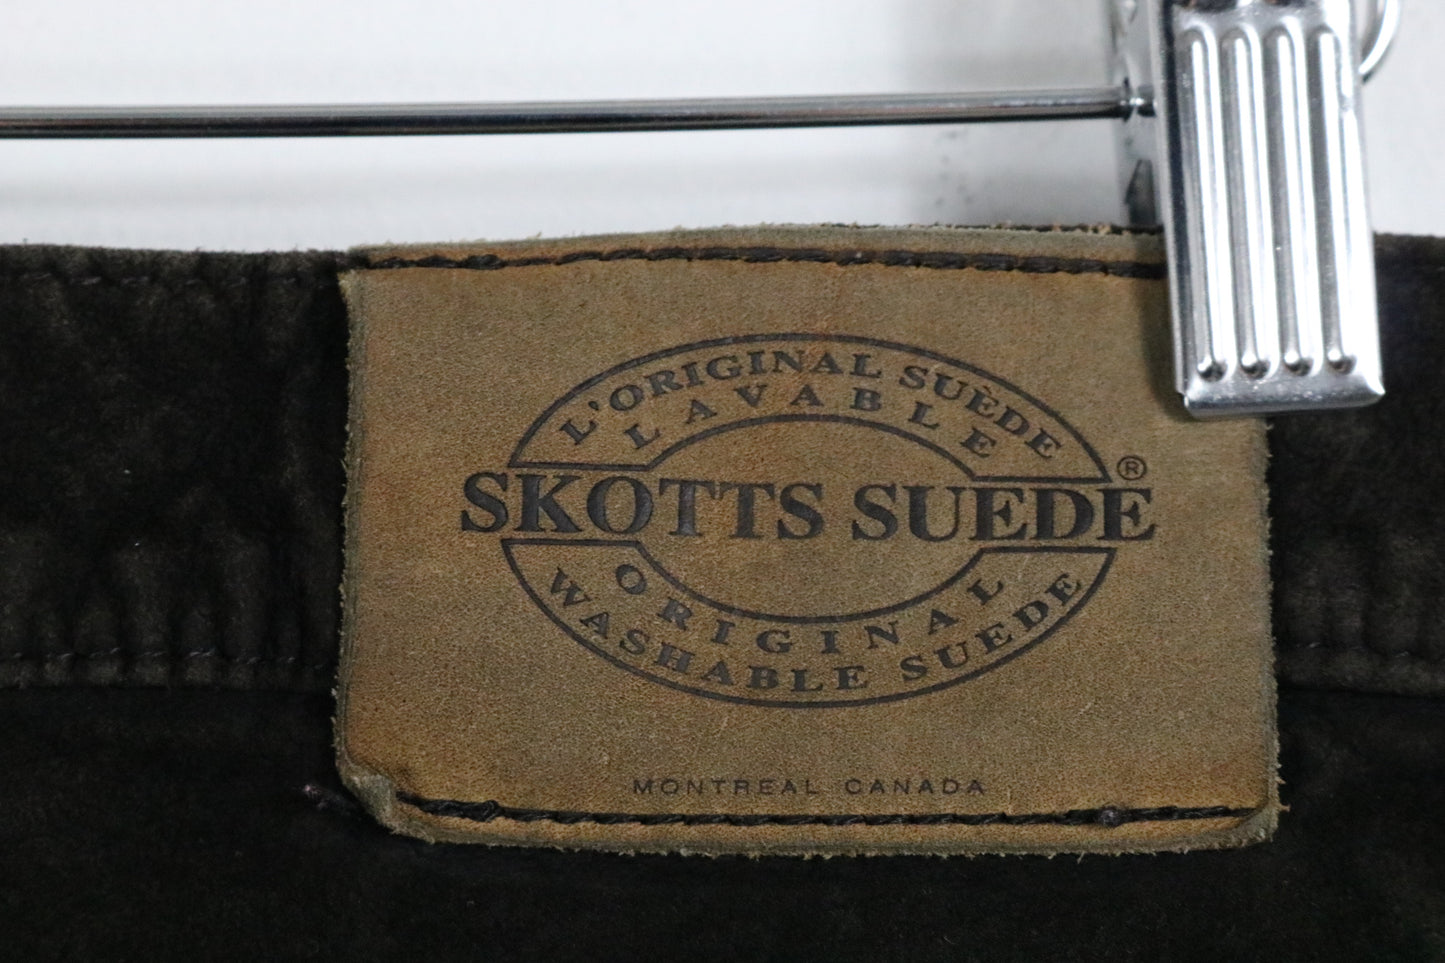 L'ORIGINAL SUÈDE
LAVABLE
SKOTTS SUEDE®
ORIGINAL
WASHABLE SUEDE
MONTREAL CANADA